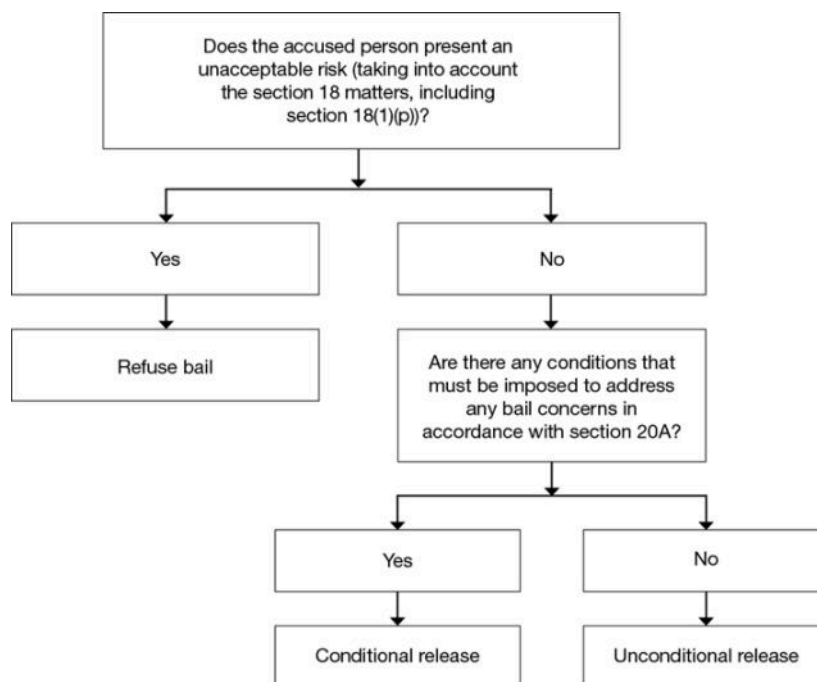 Does the accused person present an
unacceptable risk (taking into account
the section 18 matters, including
section 18(1)(p))?
Yes
No
Refuse bail
Are there any conditions that
must be imposed to address
any bail concerns in
accordance with section 20A?
Yes
No
Conditional release
Unconditional release